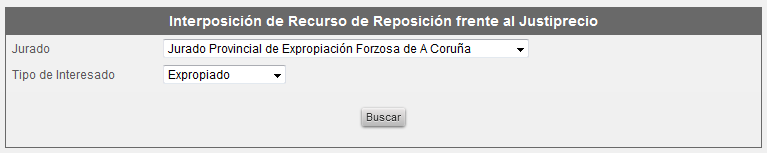 Interposición de Recurso de Reposición frente al Justiprecio
Jurado Jurado Provincial de Expropiación Forzosa de A Coruña
Tipo de Interesado Expropiado
Buscar